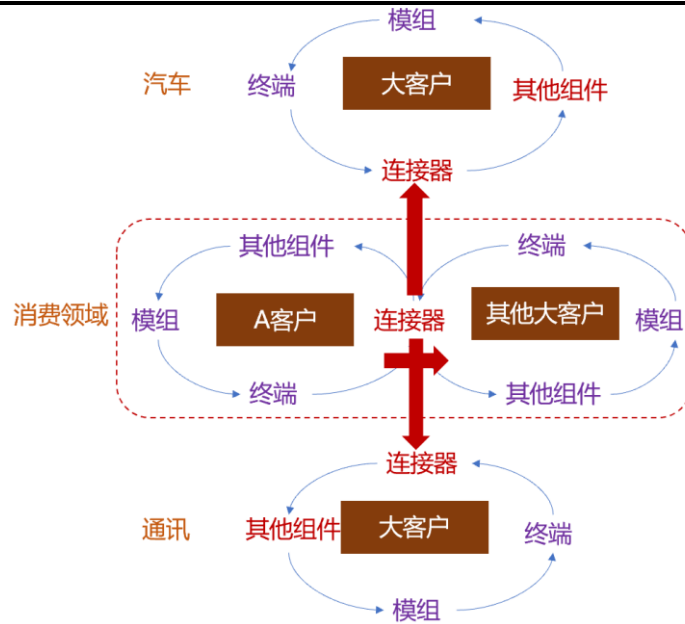 模组
汽车
终端
大客户
其他组件
连接器
其他组件
终端
消费领域
模组
A客户
连接器
其他大客户
模组
终端
其他组件
连接器
通讯
其他组件
大客户
终端
模组